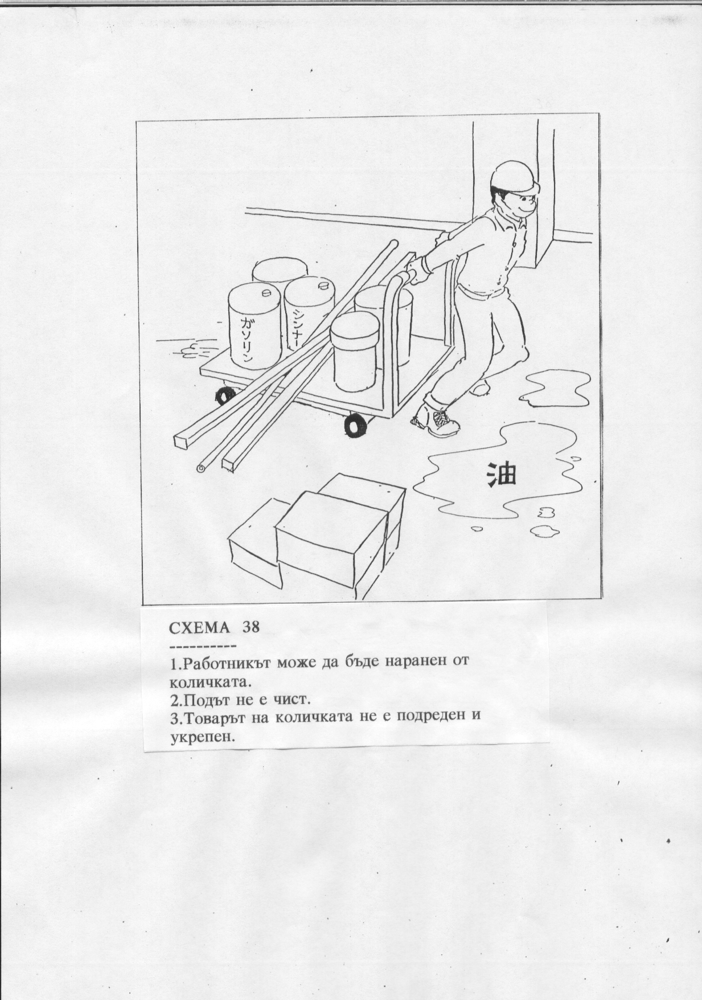 ガソリン
シンナー
油
СХЕМА 38
----------
1.Работникът може да бъде наранен от
количката.
2.Подът не е чист.
3.Товарът на количката не е подреден и
укрепен.